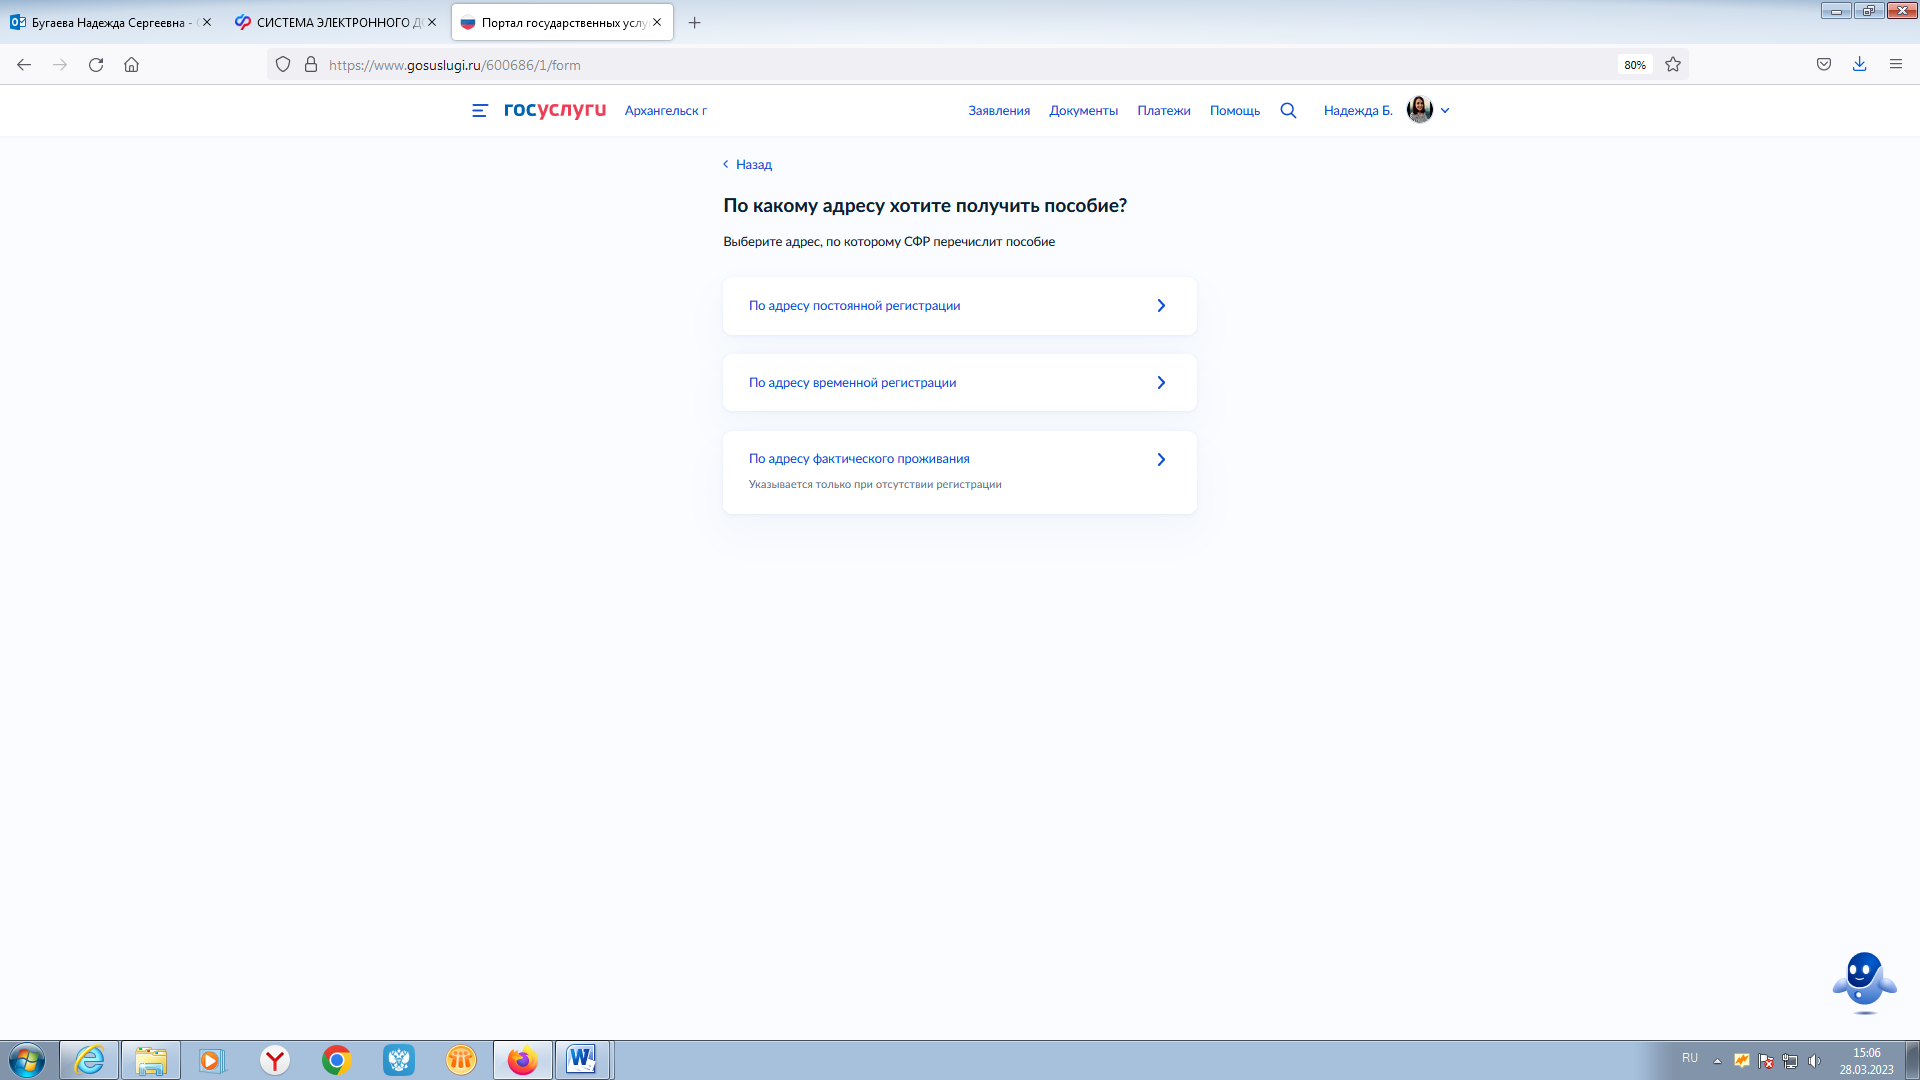 Бугаева Надежда Сергеевна -
СИСТЕМА ЭЛЕКТРОННОГО
Портал государственных услу
https://www.gosuslugi.ru/600686/1/form
80%
госуслуги
Архангельск г
Заявления
Документы
Платежи
Помощь
Надежда Б.
Назад
По какому адресу хотите получить пособие?
Выберите адрес, по которому СФР перечислит пособие
По адресу постоянной регистрации
По адресу временной регистрации
По адресу фактического проживания
Указывается только при отсутствии регистрации
RU
15:06
28.03.2023